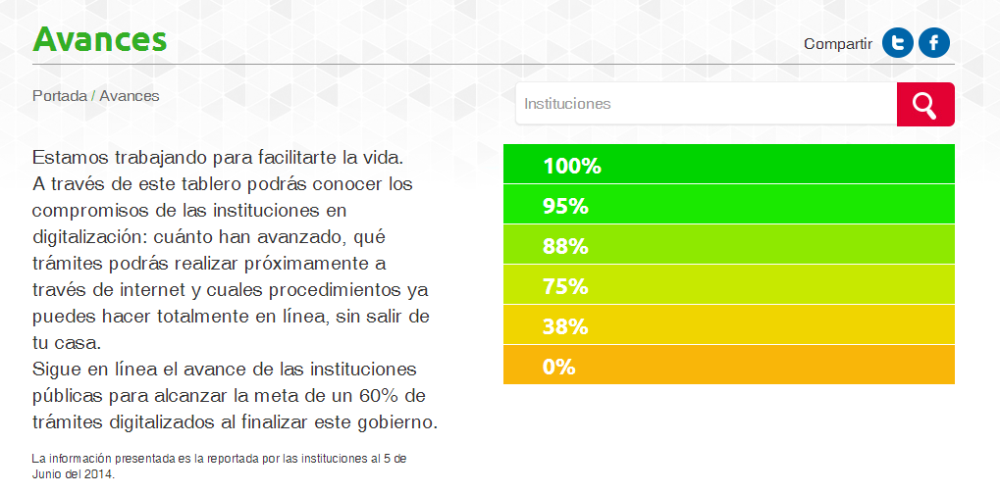 Avances
Compartir
Portada / Avances
Instituciones
Estamos trabajando para facilitarte la vida.
A través de este tablero podrás conocer los
compromisos de las instituciones en
digitalización: cuánto han avanzado, qué
trámites podrás realizar próximamente a
través de internet y cuales procedimientos ya
puedes hacer totalmente en línea, sin salir de
tu casa.
Sigue en línea el avance de las instituciones
públicas para alcanzar la meta de un 60% de
trámites digitalizados al finalizar este gobierno.
La información presentada es la reportada por las instituciones al 5 de
Junio del 2014.
100%
95%
88%
75%
38%
0%